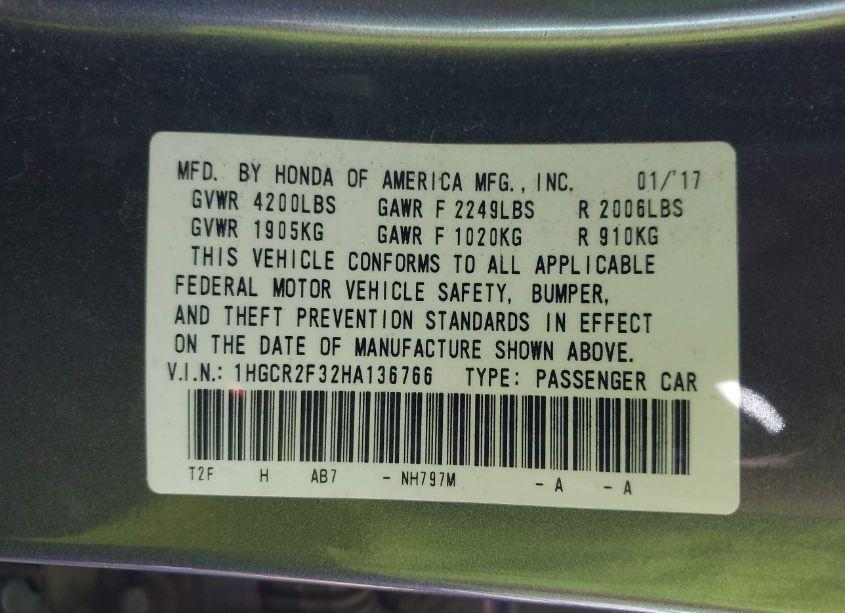 MFD. BY HONDA OF AMERICA MFG., INC. 01/'17
GVWR 4200LBS GAWR F 2249LBS R 2006LBS
GVWR 1905KG GAWR F 1020KG R 910KG
THIS VEHICLE CONFORMS TO ALL APPLICABLE
FEDERAL MOTOR VEHICLE SAFETY, BUMPER,
AND THEFT PREVENTION STANDARDS IN EFFECT
ON THE DATE OF MANUFACTURE SHOWN ABOVE.
V.I.N.: 1HGCR2F32HA136766 TYPE: PASSENGER CAR
T2F H AB7 - NH797M - A - A